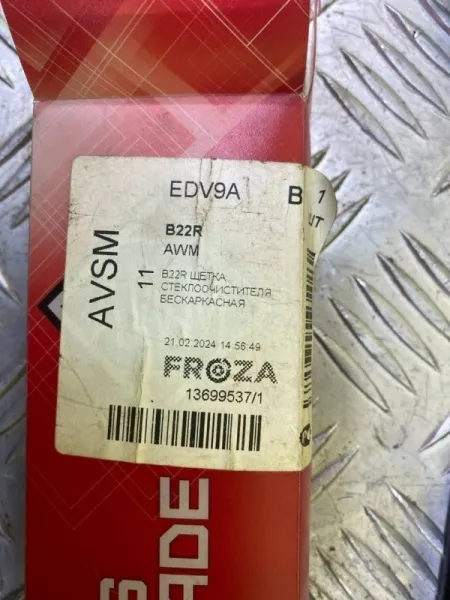 EDV9A
B
1
B22R
AWM
AVSM
11
B22R ЩЕТКА
СТЕКЛООЧИСТИТЕЛЯ
БЕСКАРКАСНАЯ
21.02.2024 14:56:49
FROZA
13699537/1